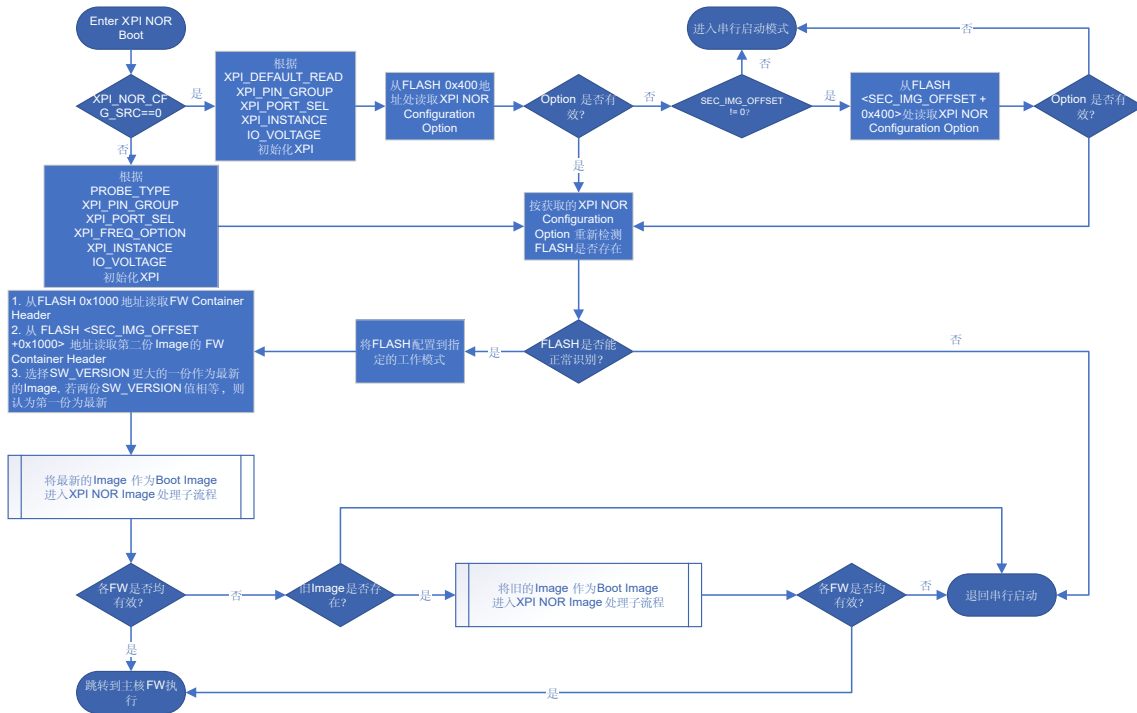 Enter XPI NOR
Boot
XPI_NOR_CF
G_SRC==0
是
否
根据
XPI_DEFAULT_READ
XPI_PIN_GROUP
XPI_PORT_SEL
XPI_INSTANCE
IO_VOLTAGE
初始化XPI
从FLASH 0x400地
址处读取XPI NOR
Configuration
Option
Option 是否有
效?
否
是
进入串行启动模式
否
SEC_IMG_OFFSET
!= 0?
是
从FLASH
<SEC_IMG_OFFSET +
0x400>处读取XPI NOR
Configuration Option
Option 是否有
效?
否
根据
PROBE_TYPE
XPI_PIN_GROUP
XPI_PORT_SEL
XPI_FREQ_OPTION
XPI_INSTANCE
IO_VOLTAGE
初始化XPI
按获取的XPI NOR
Configuration
Option 重新检测
FLASH是否存在
FLASH是否能
正常识别?
否
是
将FLASH配置到指
定的工作模式
1. 从FLASH 0x1000 地址读取FW Container
Header
2. 从 FLASH <SEC_IMG_OFFSET
+0x1000> 地址读取第二份Image的 FW
Container Header
3. 选择SW_VERSION 更大的一份作为最新
的Image, 若两份SW_VERSION 值相等，则
认为第一份为最新
将最新的Image 作为Boot Image
进入XPI NOR Image 处理子流程
各FW是否均
有效?
否
是
旧Image是否存
在?
是
将旧的Image 作为Boot Image
进入XPI NOR Image 处理子流程
各FW是否均
有效?
否
是
退回串行启动
跳转到主核FW执
行